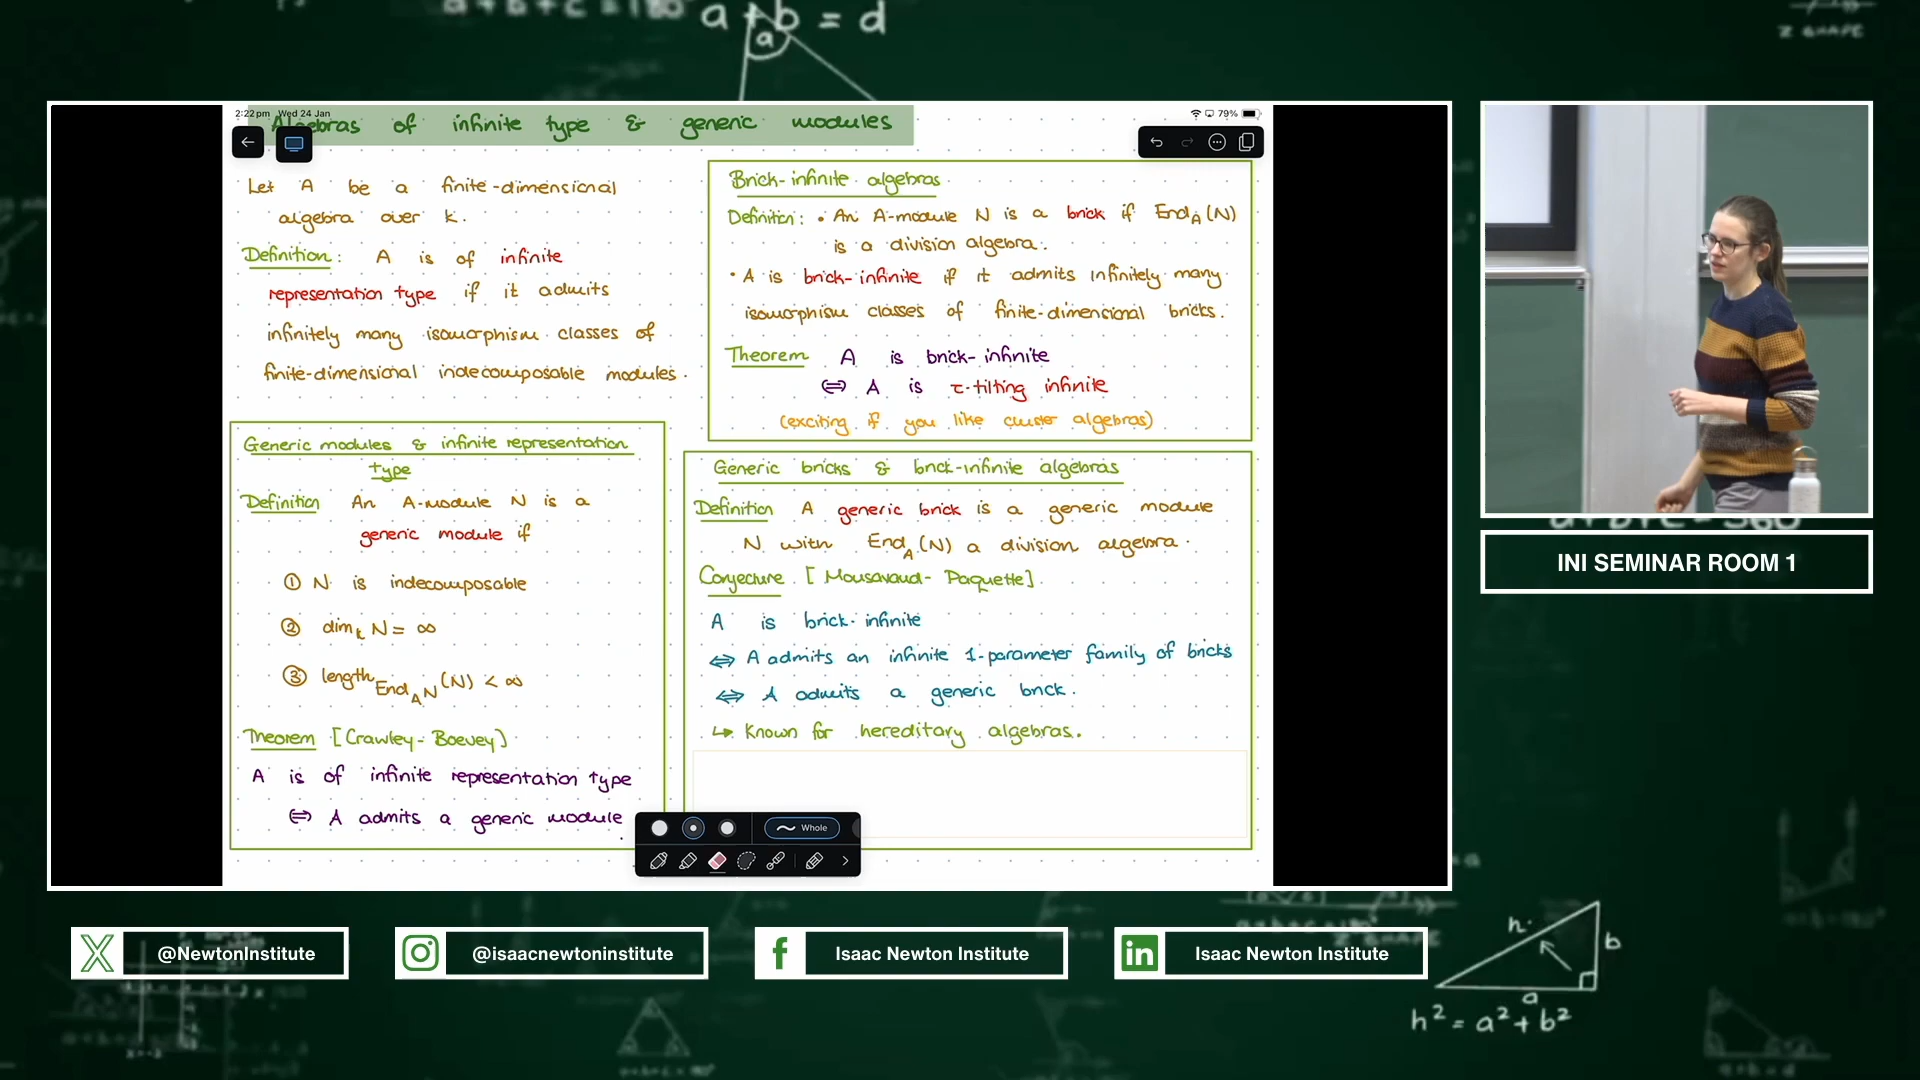 a + b + c = 180°
a + b = d
a
Z SHAPE
2:22pm Wed 24 Jan
79%
Algebras of infinite type & generic modules
Let A be a finite-dimensional
algebra over k.
Definition: A is of infinite
representation type if it admits
infinitely many isomorphism classes of
finite-dimensional indecomposable modules.
Generic modules & infinite representation
type
Definition An A-module N is a
generic module if
① N is indecomposable
② dim_k N = ∞
③ length_{End_A N} (N) < ∞
Theorem [Crawley-Boevey]
A is of infinite representation type
⇔ A admits a generic module
Brick-infinite algebras
Definition: • An A-module N is a brick if End_A (N)
is a division algebra.
• A is brick-infinite if it admits infinitely many
isomorphism classes of finite-dimensional bricks.
Theorem A is brick-infinite
⇔ A is τ-tilting infinite
(exciting if you like cluster algebras)
Generic bricks & brick-infinite algebras
Definition A generic brick is a generic module
N with End_A (N) a division algebra.
Conjecture [Mousavand-Paquette]
A is brick-infinite
⇔ A admits an infinite 1-parameter family of bricks
⇔ A admits a generic brick.
↳ Known for hereditary algebras.
Whole
INI SEMINAR ROOM 1
@NewtonInstitute
@isaacnewtoninstitute
Isaac Newton Institute
Isaac Newton Institute
h
b
a
h² = a² + b²